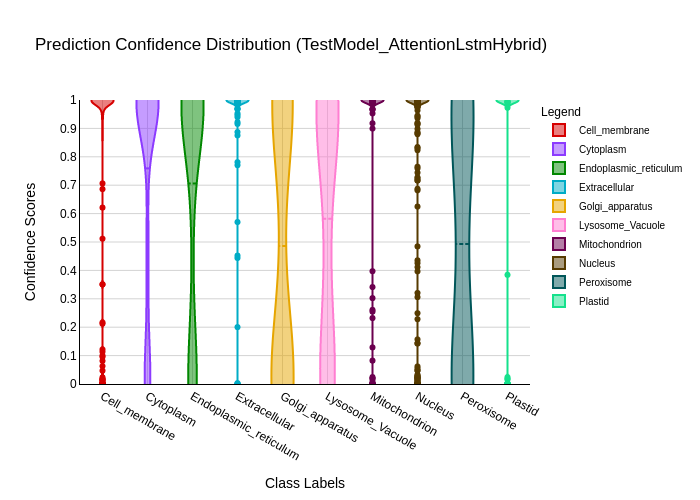 Prediction Confidence Distribution (TestModel_AttentionLstmHybrid)
Confidence Scores
1
0.9
0.8
0.7
0.6
0.5
0.4
0.3
0.2
0.1
0
Cell_membrane
Cytoplasm
Endoplasmic_reticulum
Extracellular
Golgi_apparatus
Lysosome_Vacuole
Mitochondrion
Nucleus
Peroxisome
Plastid
Class Labels
Legend
Cell_membrane
Cytoplasm
Endoplasmic_reticulum
Extracellular
Golgi_apparatus
Lysosome_Vacuole
Mitochondrion
Nucleus
Peroxisome
Plastid